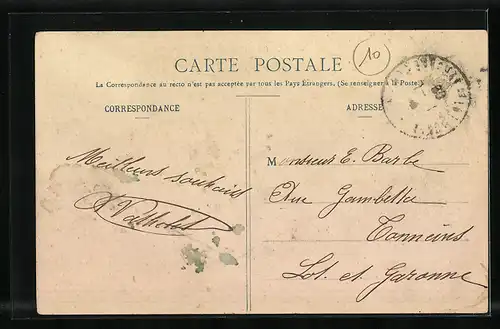 10
CARTE POSTALE
La Correspondance au recto n'est pas acceptée par tous les Pays Étrangers. (Se renseigner à la Poste)
CORRESPONDANCE
ADRESSE
Meilleurs souhaits
Monsieur E. Barbe
Rue Gambetta
Tonneins
Lot et Garonne